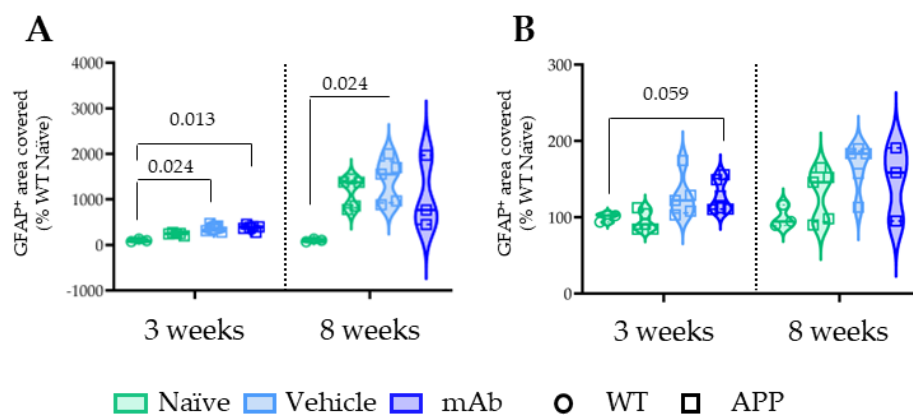 A
GFAP⁺ area covered
(% WT Naïve)
4000
3000
2000
1000
0
-1000
0.013
0.024
0.024
3 weeks
8 weeks
B
GFAP⁺ area covered
(% WT Naïve)
300
200
100
0
0.059
3 weeks
8 weeks
Naïve Vehicle mAb WT APP